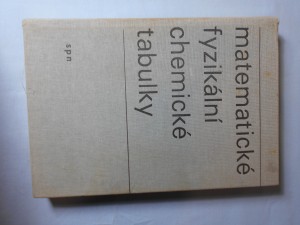 matematické
fyzikální
chemické
tabulky
spn